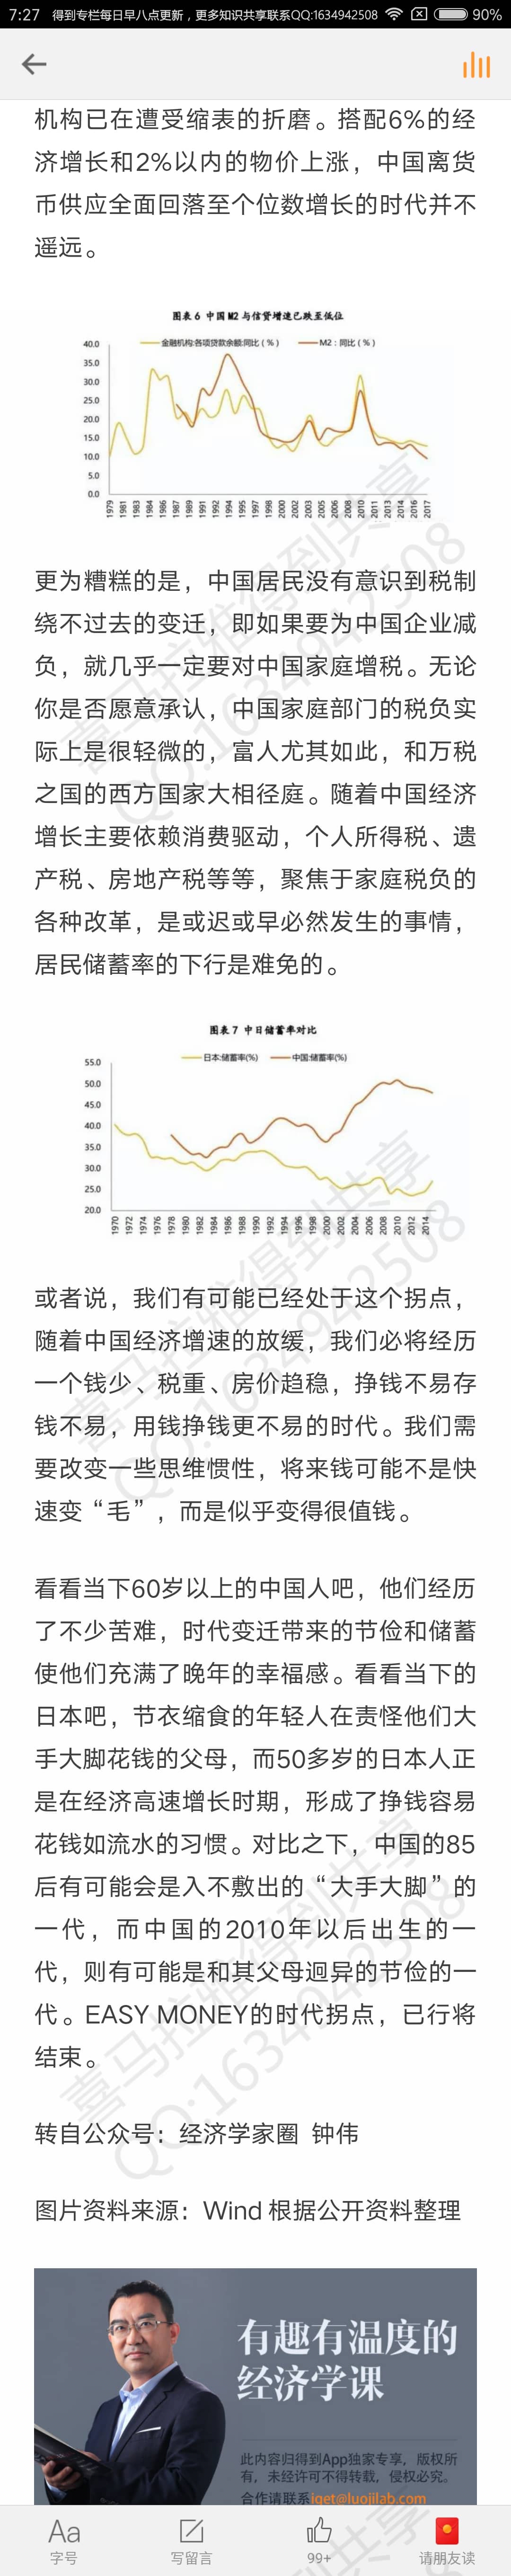 7:27 得到专栏每日早八点更新，更多知识共享联系QQ:1634942508 90%
机构已在遭受缩表的折磨。搭配6%的经
济增长和2%以内的物价上涨，中国离货
币供应全面回落至个位数增长的时代并不
遥远。
图表 6 中国 M2 与信贷增速已跌至低位
金融机构:各项贷款余额:同比（%） M2：同比（%）
40.0
35.0
30.0
25.0
20.0
15.0
10.0
5.0
0.0
1979 1981 1983 1984 1986 1987 1989 1991 1992 1994 1995 1997 1998 2000 2002 2003 2005 2006 2008 2010 2011 2013 2014 2016 2017
更为糟糕的是，中国居民没有意识到税制
绕不过去的变迁，即如果要为中国企业减
负，就几乎一定要对中国家庭增税。无论
你是否愿意承认，中国家庭部门的税负实
际上是很轻微的，富人尤其如此，和万税
之国的西方国家大相径庭。随着中国经济
增长主要依赖消费驱动，个人所得税、遗
产税、房地产税等等，聚焦于家庭税负的
各种改革，是或迟或早必然发生的事情，
居民储蓄率的下行是难免的。
图表 7 中日储蓄率对比
日本:储蓄率(%) 中国:储蓄率(%)
55.0
50.0
45.0
40.0
35.0
30.0
25.0
20.0
1970 1972 1974 1976 1978 1980 1982 1984 1986 1988 1990 1992 1994 1996 1998 2000 2002 2004 2006 2008 2010 2012 2014
或者说，我们有可能已经处于这个拐点，
随着中国经济增速的放缓，我们必将经历
一个钱少、税重、房价趋稳，挣钱不易存
钱不易，用钱挣钱更不易的时代。我们需
要改变一些思维惯性，将来钱可能不是快
速变“毛”，而是似乎变得很值钱。
看看当下60岁以上的中国人吧，他们经历
了不少苦难，时代变迁带来的节俭和储蓄
使他们充满了晚年的幸福感。看看当下的
日本吧，节衣缩食的年轻人在责怪他们大
手大脚花钱的父母，而50多岁的日本人正
是在经济高速增长时期，形成了挣钱容易
花钱如流水的习惯。对比之下，中国的85
后有可能会是入不敷出的“大手大脚”的
一代，而中国的2010年以后出生的一
代，则有可能是和其父母迥异的节俭的一
代。EASY MONEY的时代拐点，已行将
结束。
转自公众号：经济学家圈 钟伟
图片资料来源：Wind 根据公开资料整理
有趣有温度的
经济学课
此内容归得到App独家专享，版权所
有，未经许可不得转载，侵权必究。
合作请联系iget@luojilab.com
Aa
字号 写留言 99+ 请朋友读
喜马拉雅得到共享
QQ:1634942508
喜马拉雅得到共享
QQ:1634942508
喜马拉雅得到共享
QQ:1634942508